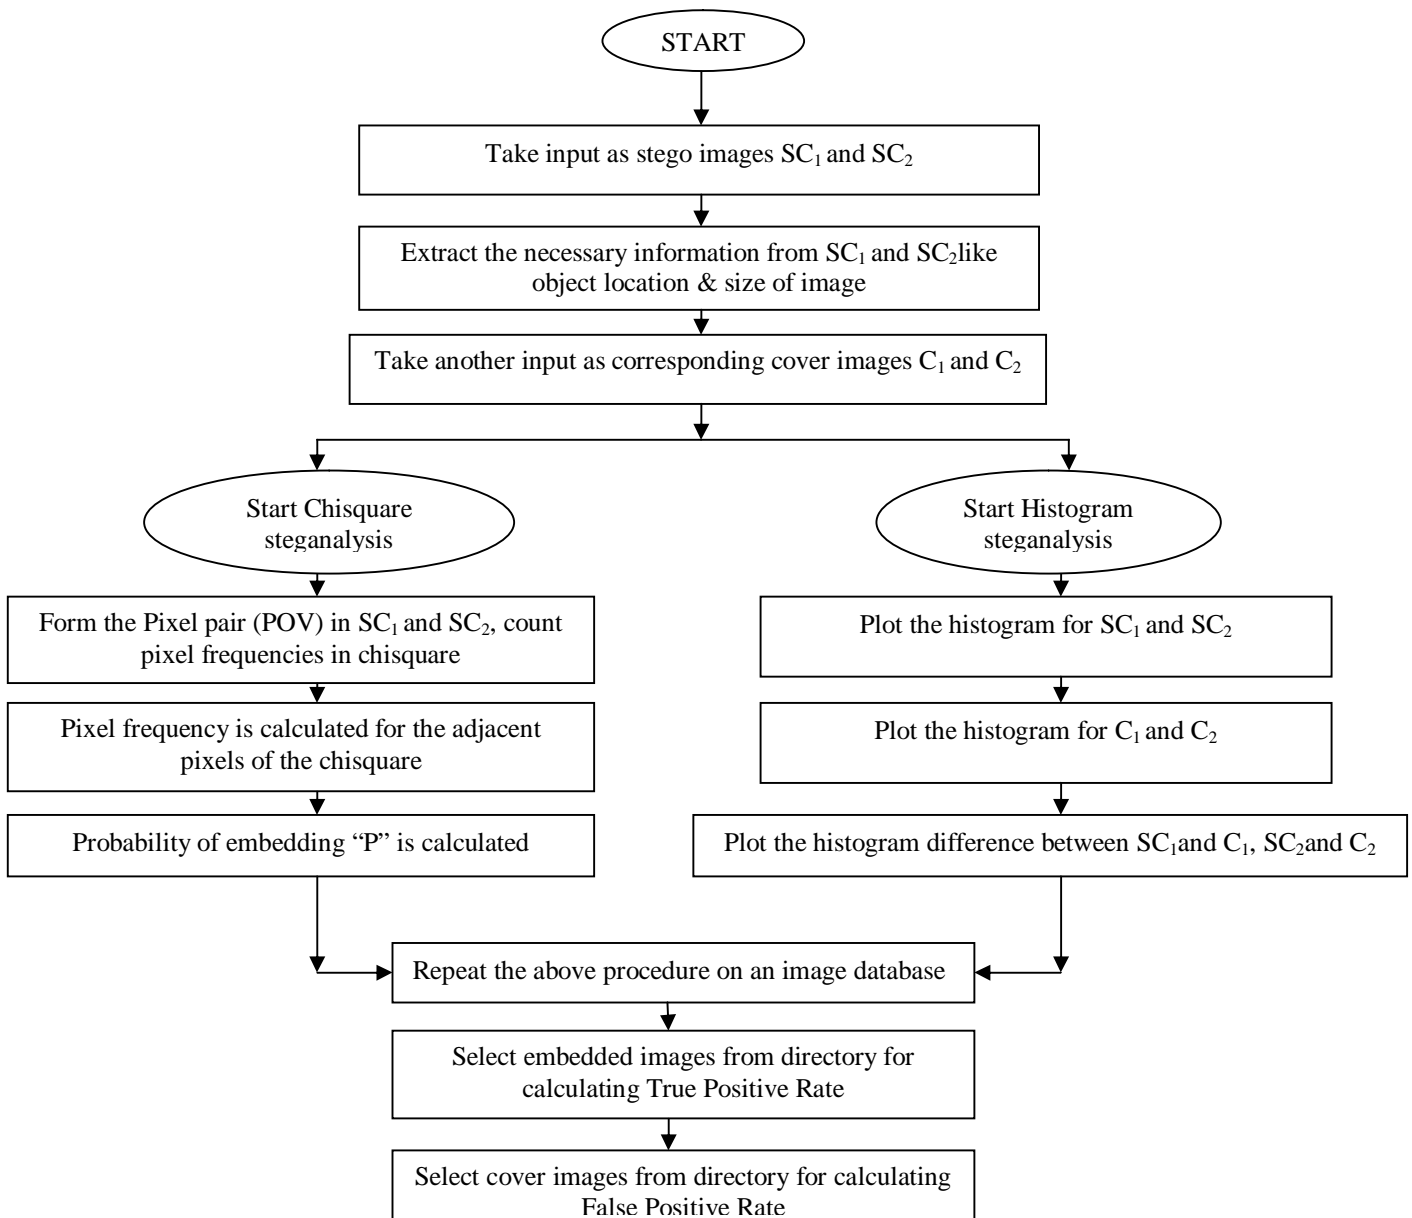 START
Take input as stego images SC₁ and SC₂
Extract the necessary information from SC₁ and SC₂like
object location & size of image
Take another input as corresponding cover images C₁ and C₂
Start Chisquare
steganalysis
Form the Pixel pair (POV) in SC₁ and SC₂, count
pixel frequencies in chisquare
Pixel frequency is calculated for the adjacent
pixels of the chisquare
Probability of embedding “P” is calculated
Start Histogram
steganalysis
Plot the histogram for SC₁ and SC₂
Plot the histogram for C₁ and C₂
Plot the histogram difference between SC₁and C₁, SC₂and C₂
Repeat the above procedure on an image database
Select embedded images from directory for
calculating True Positive Rate
Select cover images from directory for calculating
False Positive Rate